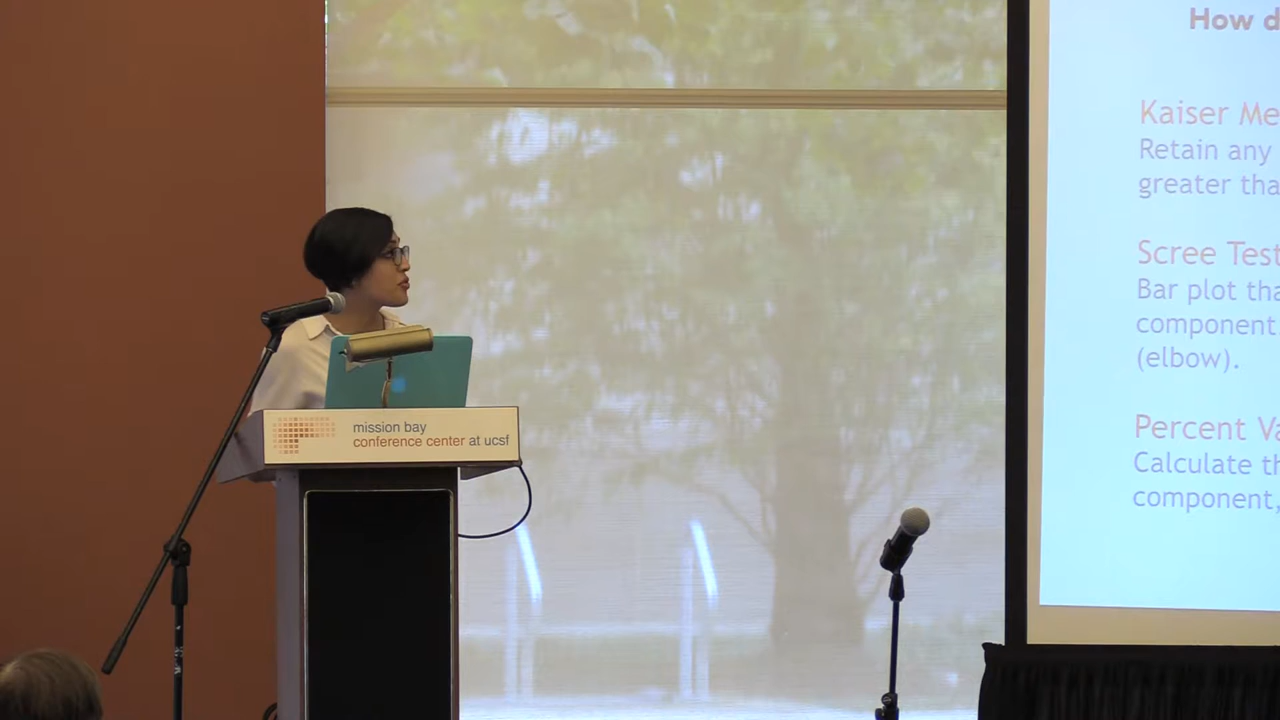 How d
Kaiser Me
Retain any
greater tha
Scree Test
Bar plot tha
component.
(elbow).
Percent Va
Calculate th
component,
mission bay
conference center at ucsf